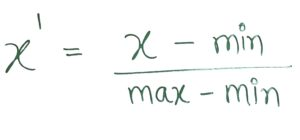 x' = x - min / max - min